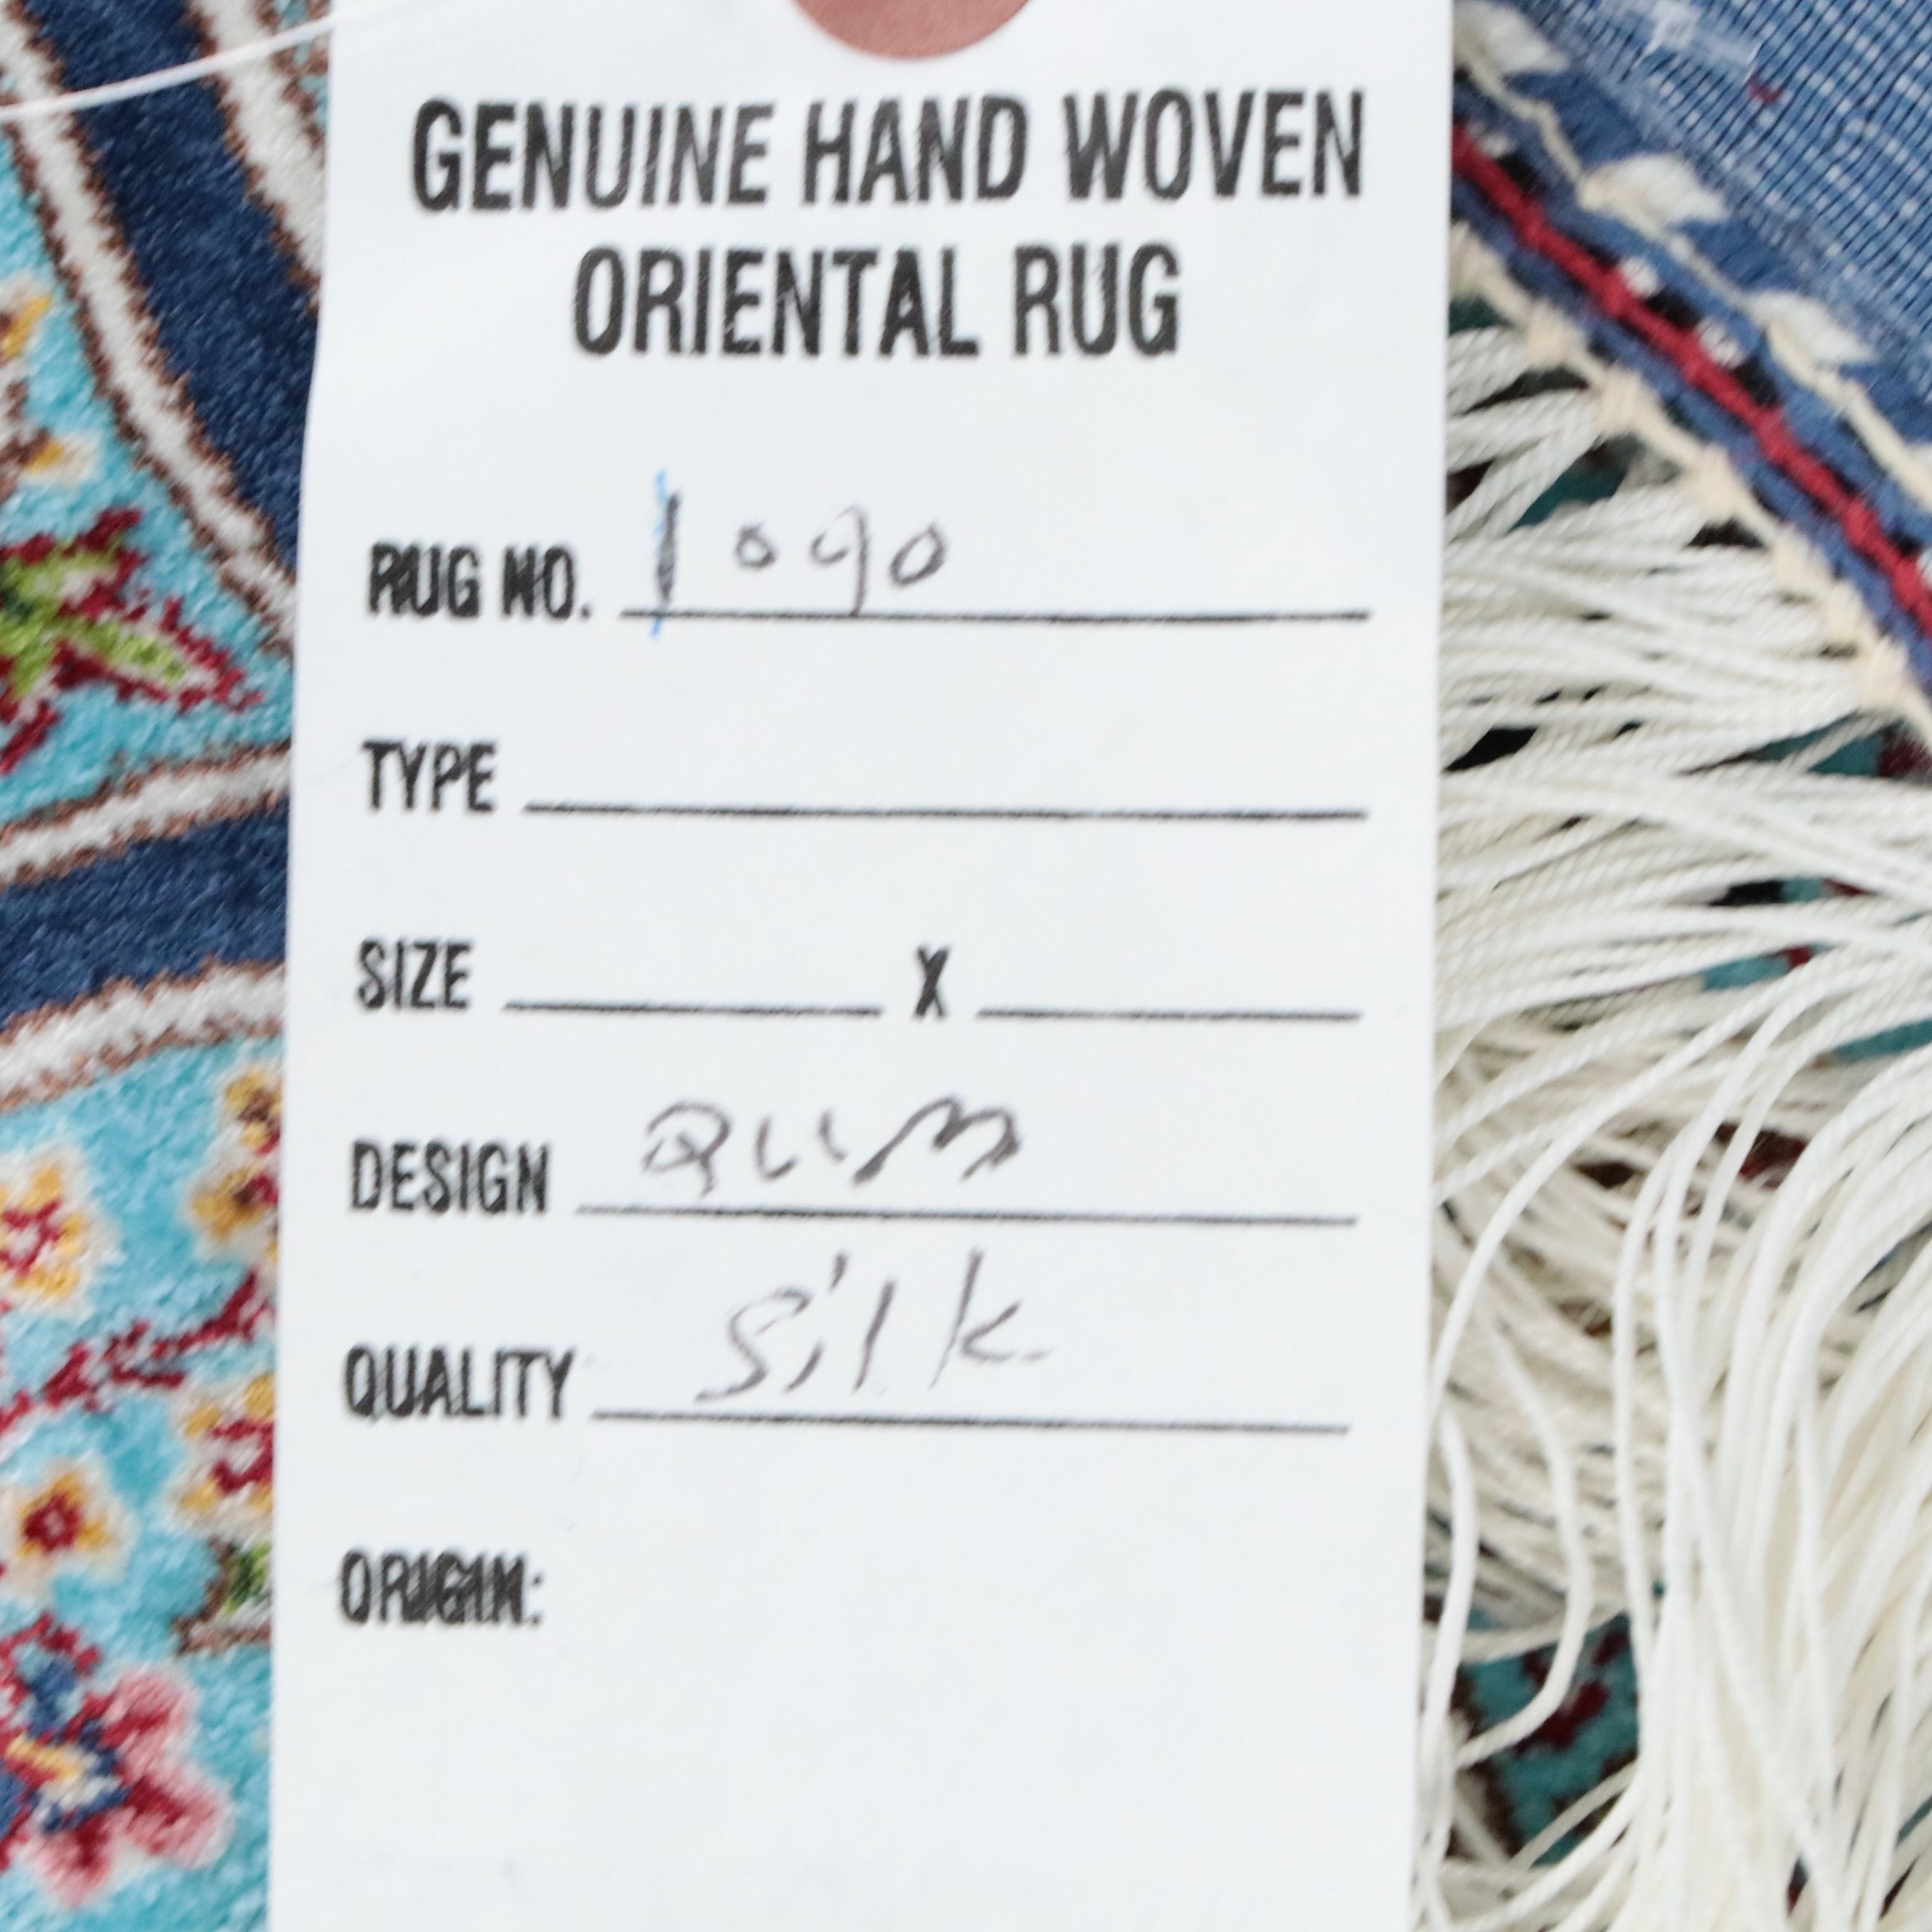 GENUINE HAND WOVEN
ORIENTAL RUG
RUG NO. 1090
TYPE
SIZE X
DESIGN QUM
QUALITY Silk
ORIGIN: